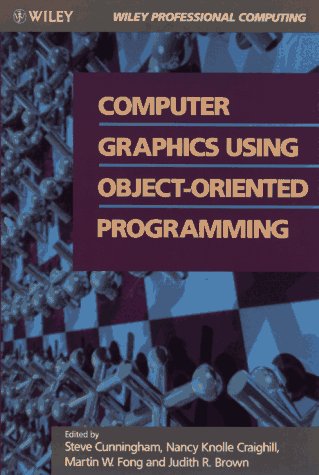 WILEY
WILEY PROFESSIONAL COMPUTING
COMPUTER
GRAPHICS USING
OBJECT-ORIENTED
PROGRAMMING
Edited by
Steve Cunningham, Nancy Knolle Craighill,
Martin W. Fong and Judith R. Brown